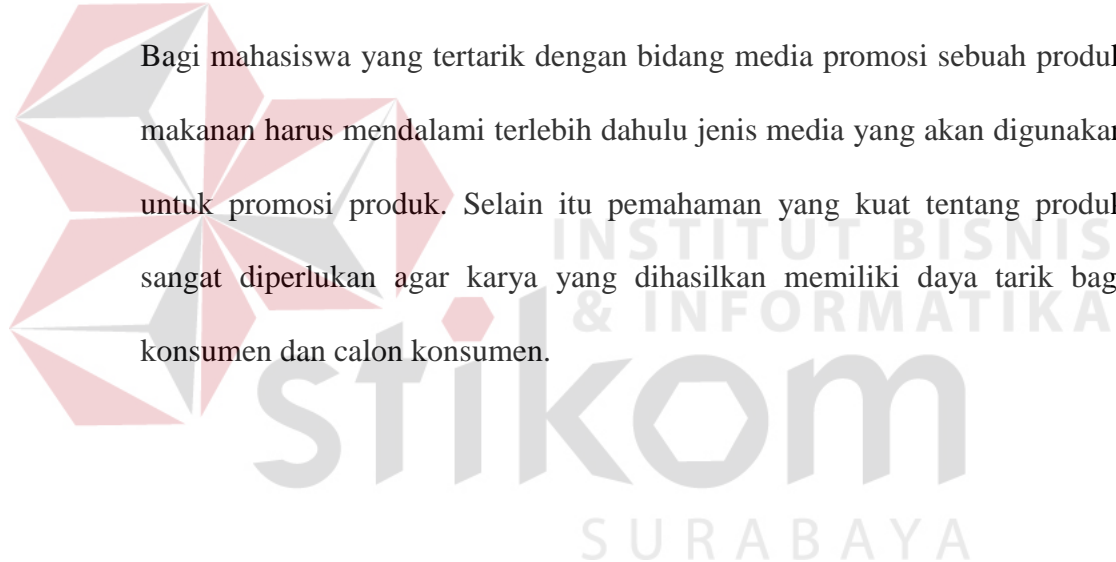 Bagi mahasiswa yang tertarik dengan bidang media promosi sebuah produk
makanan harus mendalami terlebih dahulu jenis media yang akan digunakan
untuk promosi produk. Selain itu pemahaman yang kuat tentang produk
INSTITUT BISNIS
sangat diperlukan agar karya yang dihasilkan memiliki daya tarik bagi
& INFORMATIKA
konsumen dan calon konsumen.
stikom
SURABAYA